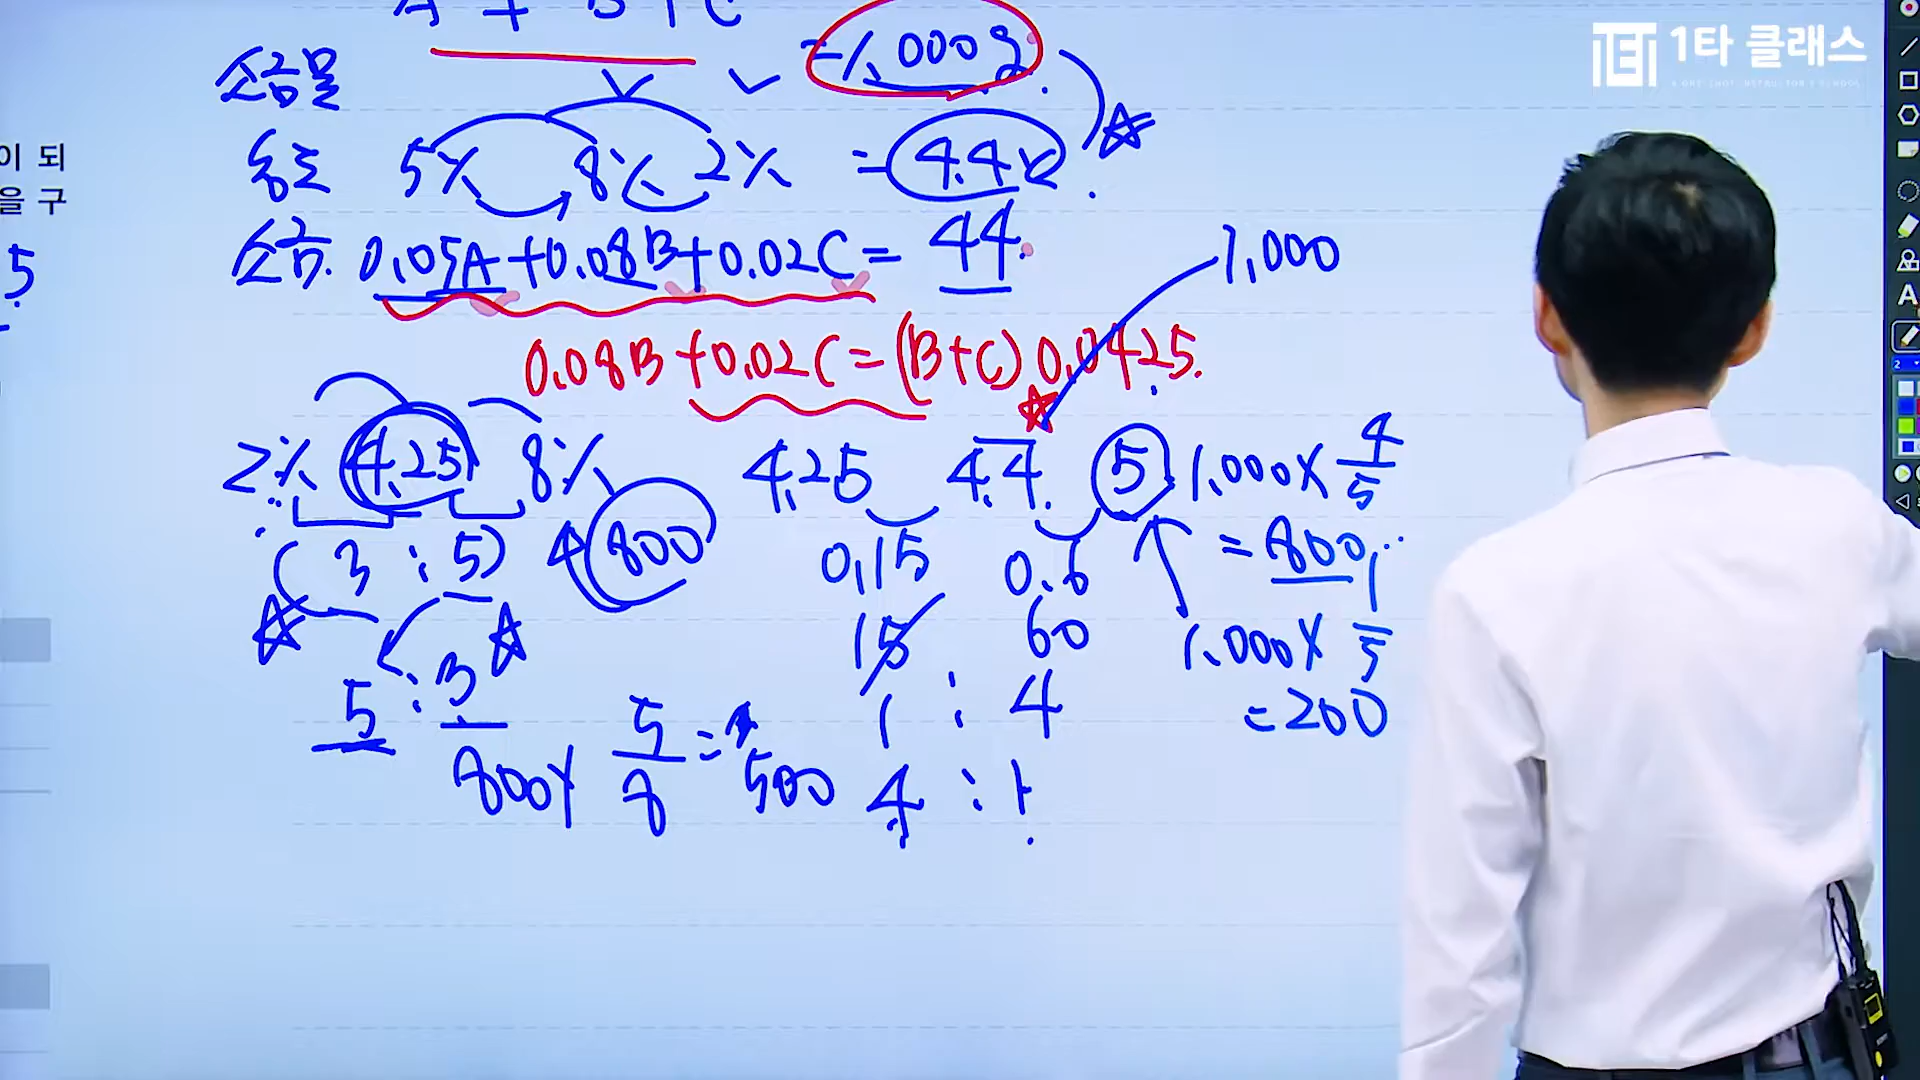 1타 클래스
A + B + C = 1,000g.
소금물
이 되
을 구
5
농도 5% 8% 2% = 4.4%
소금. 0.05A+0.08B+0.02C = 44.
1,000
0.08B+0.02C = (B+C) 0.0425.
2% 4.25 8% 4.25 4.4. 5 1,000 × 4/5
( 3 : 5) 800 0.15 0.6 = 800
15 60 1,000 × 1/5
5 : 3 1 : 4 = 200
800 × 5/8 = 500 4 : 1